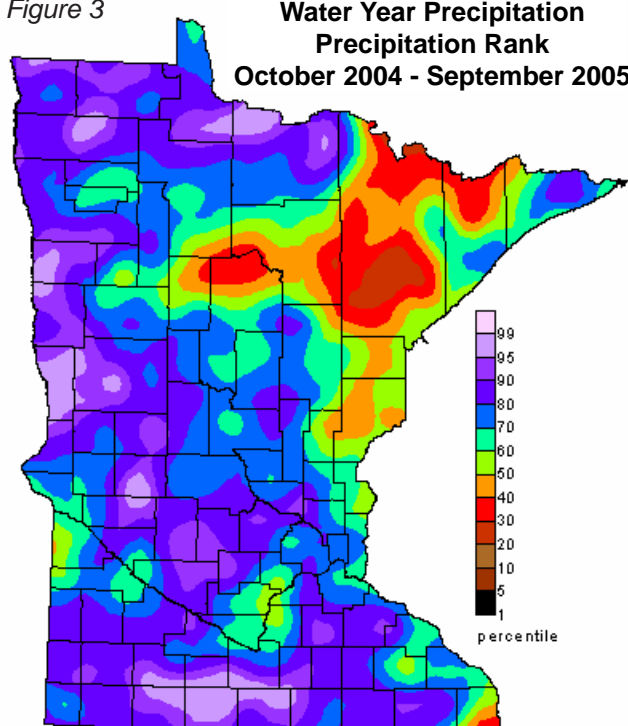 Figure 3
Water Year Precipitation
Precipitation Rank
October 2004 - September 2005
99
95
90
80
70
60
50
40
30
20
10
5
1
percentile